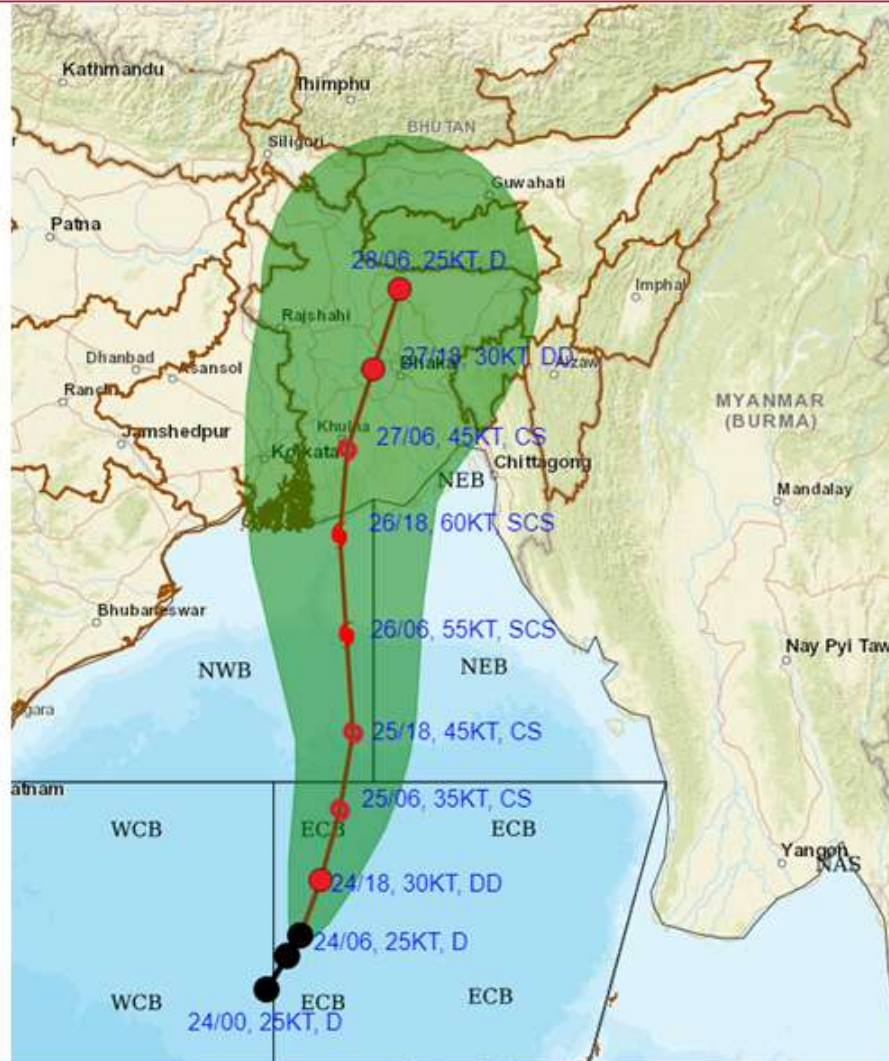 Kathmandu
Thimphu
BHUTAN
Siligori
Guwahati
Patna
28/06, 25KT, D
Imphal
Rajshahi
Dhanbad
27/18, 30KT, DD
Dhaka
Aizaw
Asansol
Ranchi
MYANMAR
(BURMA)
Jamshedpur
Khulna
27/06, 45KT, CS
Kolkata
Chittagong
NEB
Mandalay
26/18, 60KT, SCS
Bhubaneswar
26/06, 55KT, SCS
Nay Pyi Taw
NWB
NEB
gara
25/18, 45KT, CS
atnam
25/06, 35KT, CS
WCB
ECB
ECB
Yangon
NAS
24/18, 30KT, DD
24/06, 25KT, D
WCB
ECB
ECB
24/00, 25KT, D